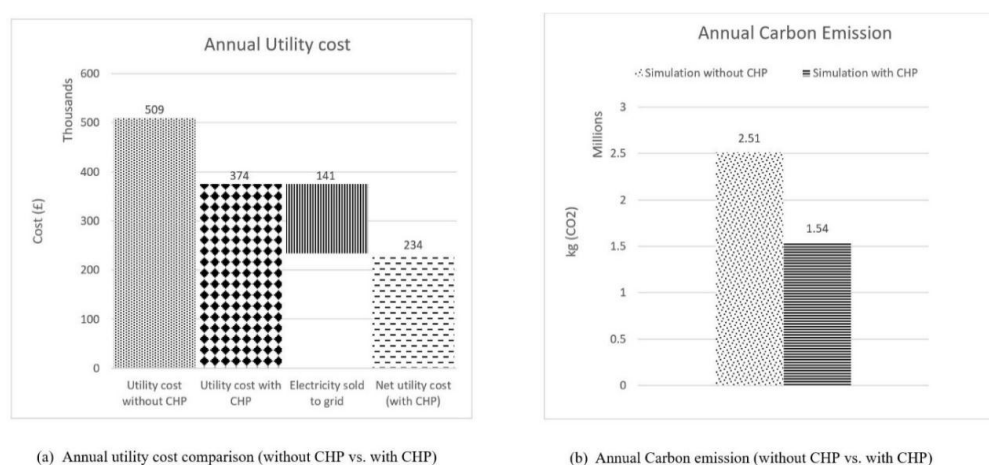 Annual Utility cost
Thousands
Cost (£)
600
500
400
300
200
100
0
509
374
141
234
Utility cost
without CHP
Utility cost with
CHP
Electricity sold
to grid
Net utility cost
(with CHP)
(a) Annual utility cost comparison (without CHP vs. with CHP)
Annual Carbon Emission
Simulation without CHP
Simulation with CHP
Millions
kg (CO2)
3
2.5
2
1.5
1
0.5
0
2.51
1.54
(b) Annual Carbon emission (without CHP vs. with CHP)